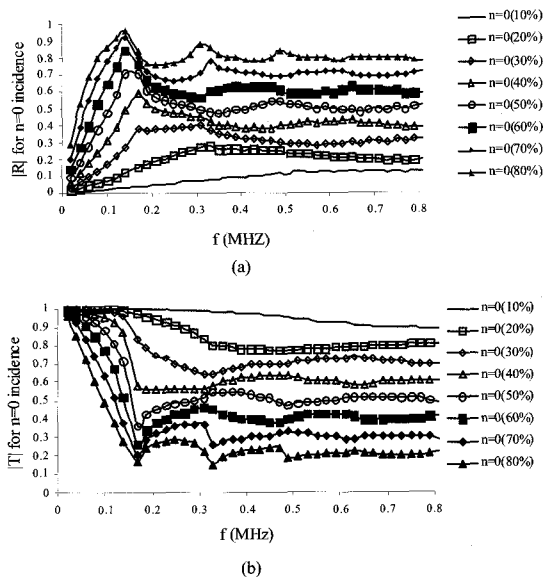 |R| for n=0 incidence
1
0.9
0.8
0.7
0.6
0.5
0.4
0.3
0.2
0.1
0
0 0.1 0.2 0.3 0.4 0.5 0.6 0.7 0.8
f (MHZ)
n=0(10%)
n=0(20%)
n=0(30%)
n=0(40%)
n=0(50%)
n=0(60%)
n=0(70%)
n=0(80%)
(a)
|T| for n=0 incidence
1
0.9
0.8
0.7
0.6
0.5
0.4
0.3
0.2
0.1
0
0 0.1 0.2 0.3 0.4 0.5 0.6 0.7 0.8
f (MHz)
n=0(10%)
n=0(20%)
n=0(30%)
n=0(40%)
n=0(50%)
n=0(60%)
n=0(70%)
n=0(80%)
(b)